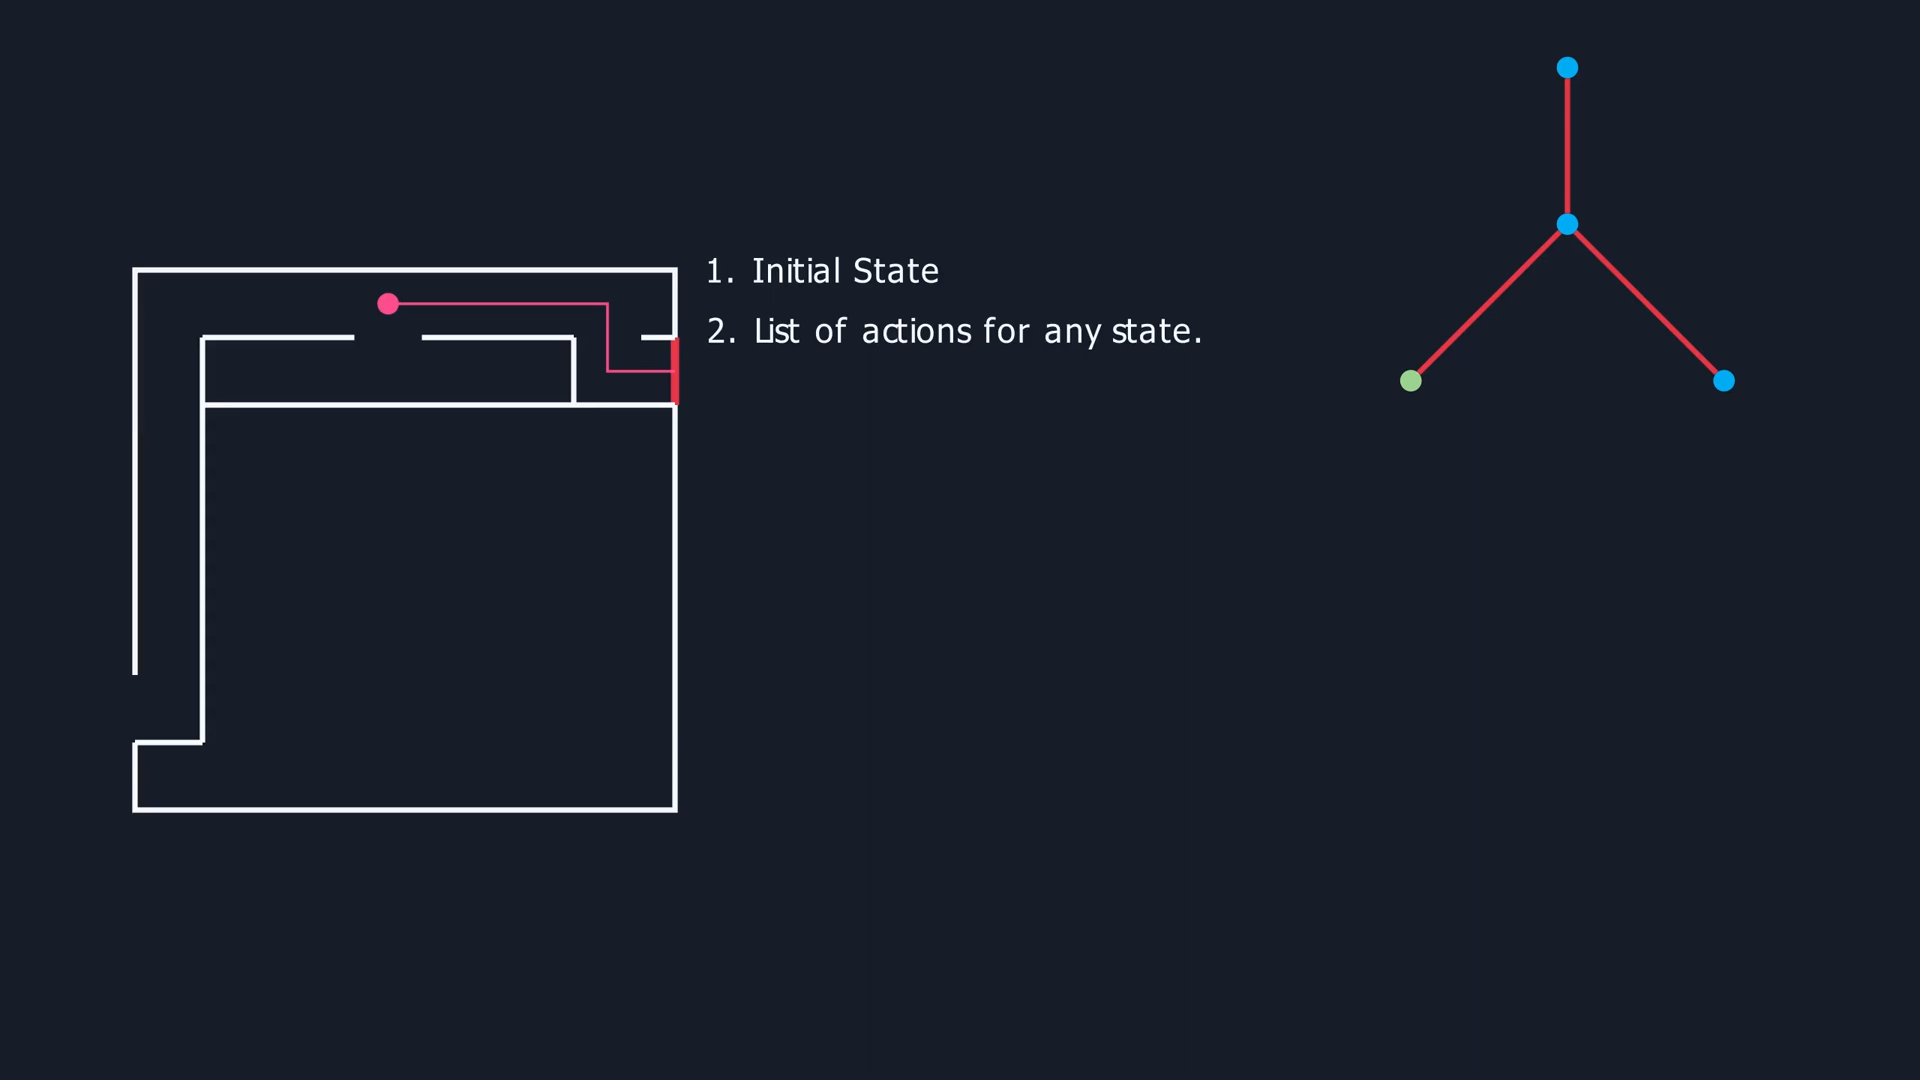 1. Initial State
2. List of actions for any state.